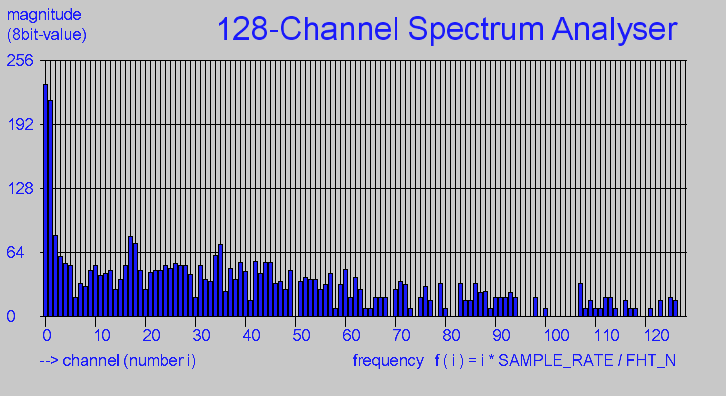 magnitude
(8bit-value)
128-Channel Spectrum Analyser
256
192
128
64
0
0 10 20 30 40 50 60 70 80 90 100 110 120
--> channel (number i)
frequency f ( i ) = i * SAMPLE_RATE / FHT_N